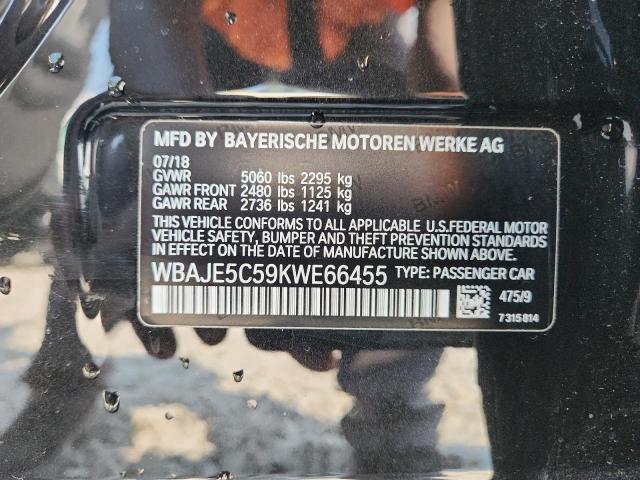 MFD BY BAYERISCHE MOTOREN WERKE AG
07/18
GVWR 5060 lbs 2295 kg
GAWR FRONT 2480 lbs 1125 kg
GAWR REAR 2736 lbs 1241 kg
THIS VEHICLE CONFORMS TO ALL APPLICABLE U.S.FEDERAL MOTOR
VEHICLE SAFETY, BUMPER AND THEFT PREVENTION STANDARDS
IN EFFECT ON THE DATE OF MANUFACTURE SHOWN ABOVE.
WBAJE5C59KWE66455 TYPE: PASSENGER CAR
475/9
7315814